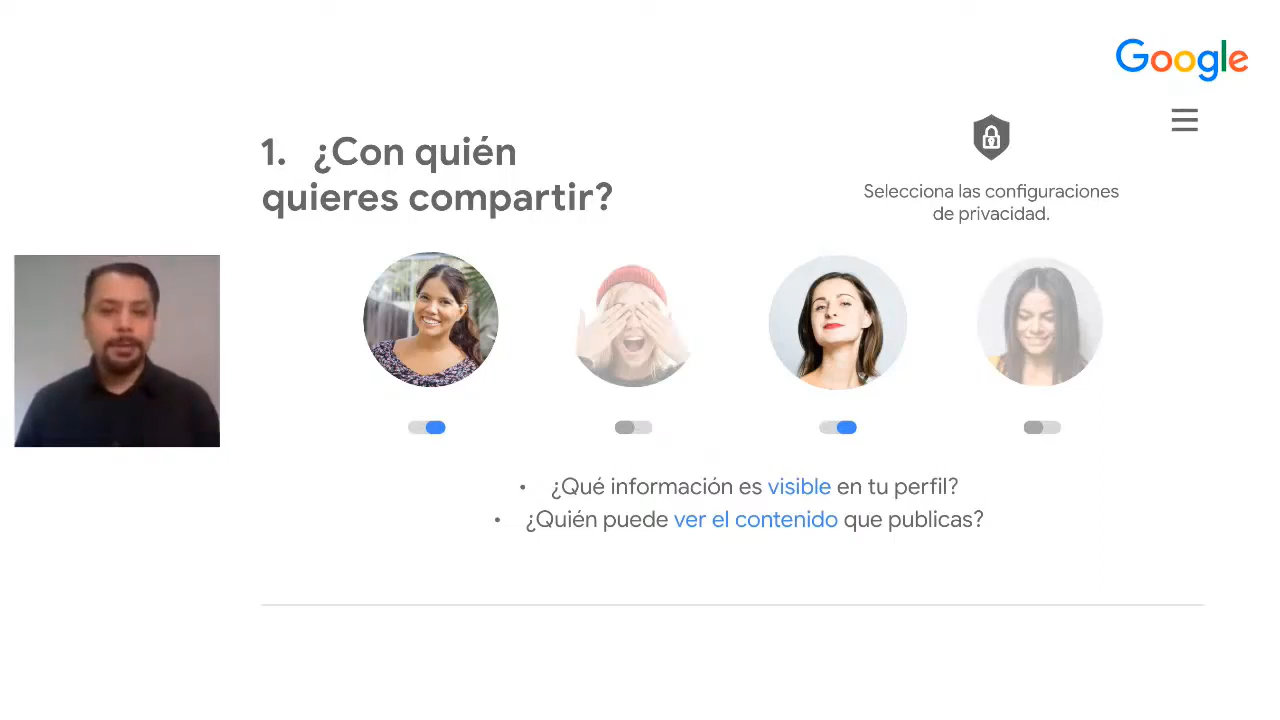 Google
1. ¿Con quién
quieres compartir?
Selecciona las configuraciones
de privacidad.
• ¿Qué información es visible en tu perfil?
• ¿Quién puede ver el contenido que publicas?